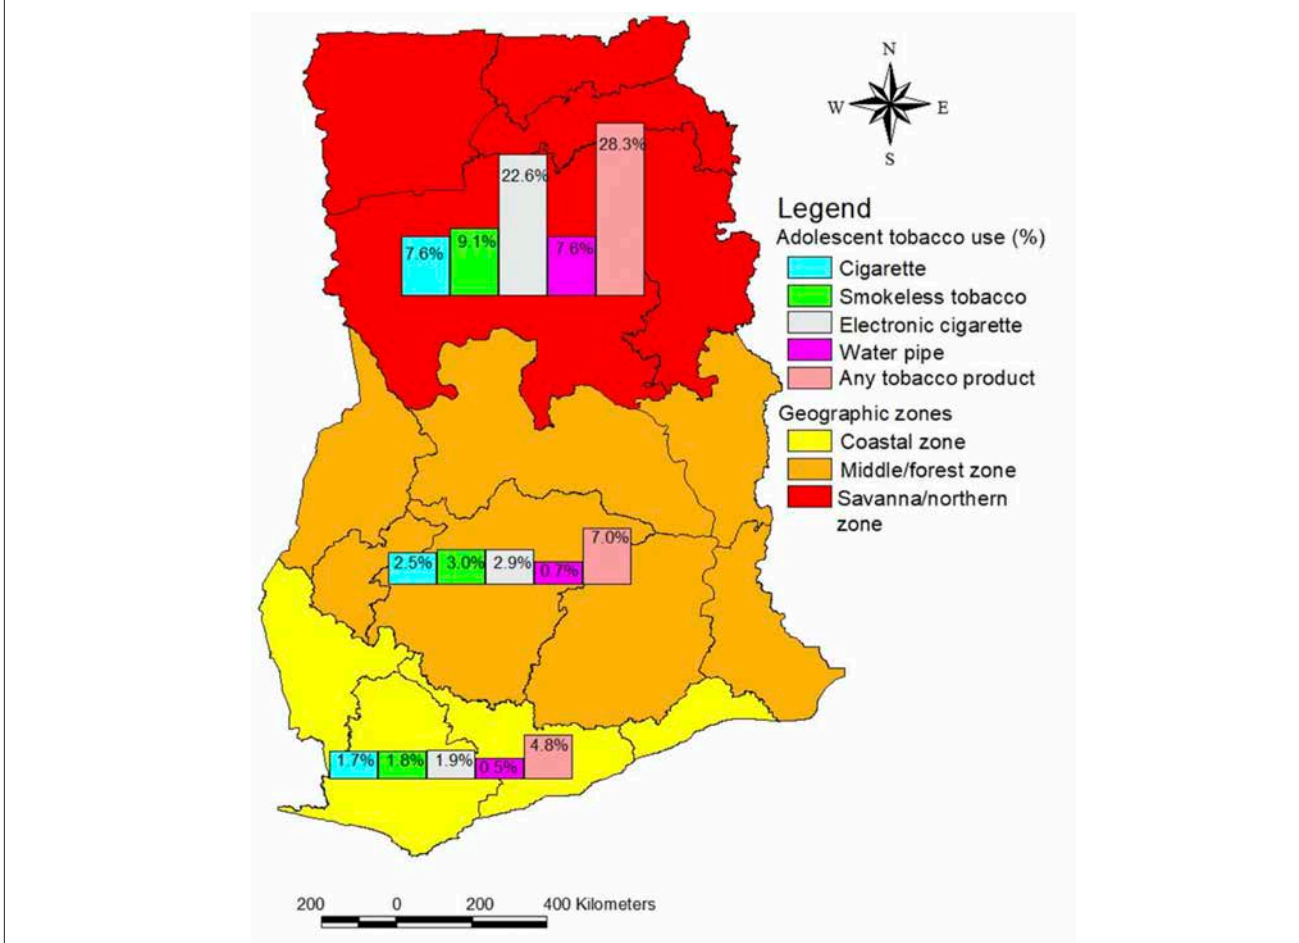 N
W E
S
28.3%
22.6%
7.6%
9.1%
7.6%
Legend
Adolescent tobacco use (%)
Cigarette
Smokeless tobacco
Electronic cigarette
Water pipe
Any tobacco product
Geographic zones
Coastal zone
Middle/forest zone
Savanna/northern
zone
2.5%
3.0%
2.9%
0.7%
7.0%
1.7%
1.8%
1.9%
0.5%
4.8%
200 0 200 400 Kilometers